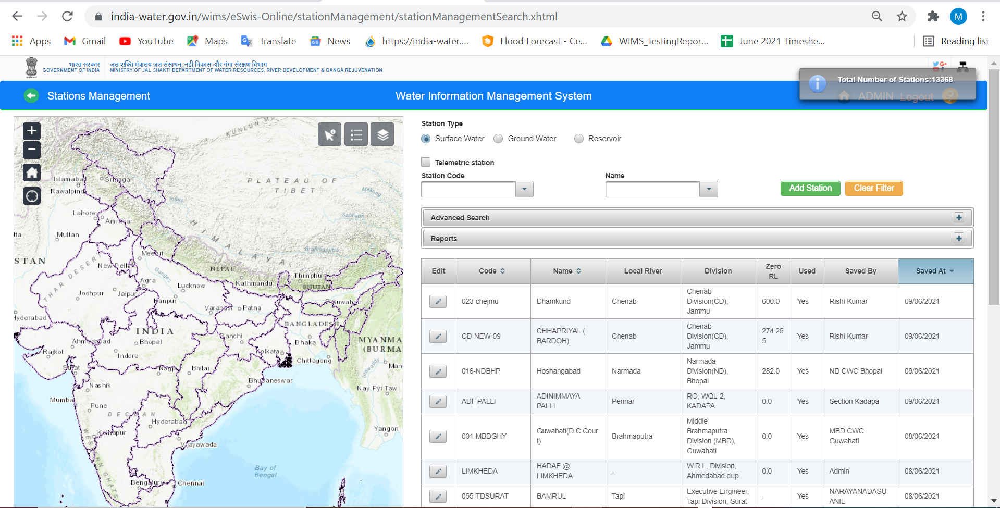 india-water.gov.in/wims/eSwis-Online/stationManagement/stationManagementSearch.xhtml
M
Apps
Gmail
YouTube
Maps
Translate
News
https://india-water....
Flood Forecast - Ce...
WIMS_TestingRepor...
June 2021 Timeshe...
Reading list
भारत सरकार
GOVERNMENT OF INDIA
जल शक्ति मंत्रालय जल संसाधन, नदी विकास और गंगा संरक्षण विभाग
MINISTRY OF JAL SHAKTI DEPARTMENT OF WATER RESOURCES, RIVER DEVELOPMENT & GANGA REJUVENATION
Total Number of Stations:13368
Stations Management
Water Information Management System
ADMIN Logout
KUNLUN
PLATEAU OF
TIBET
Islamabad
Srinagar
Rawalpindi
Indus
Mekong
Lahore
Amritsar
Salween
Multan
HIMALAYA
Brahmaputra
STAN
THAR DESERT
Meerut
New Delhi
NEPAL
Ganges
Agra
Lucknow
Kathmandu
Thimphu
BHUTAN
Jodhpur
Jaipur
Kanpur
Guwahati
Varanasi
Patna
Hyderabad
INDIA
BANGLADESH
Ahmedabad
Bhopal
Ranchi
Dhaka
MYANMA
(BURMA
Rajkot
Indore
Kolkata
Chittagong
Irrawaddy
Surat
Nagpur
Bhilai
Man
Nashik
Bhubaneswar
Nay Pyi Taw
Mumbai
Pune
DECCAN
Hyderabad
Yangon
Kolhapur
Vijayawada
WESTERN GHATS
Bay of
Bengal
Bengaluru
Chennai
Station Type
Surface Water
Ground Water
Reservoir
Telemetric station
Station Code
Name
Add Station
Clear Filter
Advanced Search
Reports
Edit Code Name Local River Division Zero RL Used Saved By Saved At
023-chejmu Dhamkund Chenab Chenab Division(CD), Jammu 600.0 Yes Rishi Kumar 09/06/2021
CD-NEW-09 CHHAPRIYAL ( BARDOH) Chenab Chenab Division(CD), Jammu 274.25 5 Yes Rishi Kumar 09/06/2021
016-NDBHP Hoshangabad Narmada Narmada Division(ND), Bhopal 282.0 Yes ND CWC Bhopal 09/06/2021
ADI_PALLI ADINIMMAYA PALLI Pennar RO, WQL-2, KADAPA 0.0 Yes Section Kadapa 09/06/2021
001-MBDGHY Guwahati(D.C.Cour t) Brahmaputra Middle Brahmaputra Division (MBD), Guwahati 0.0 Yes MBD CWC Guwahati 08/06/2021
LIMKHEDA HADAF @ LIMKHEDA - W.R.I., Division, Ahmedabad dup 0.0 Yes Admin 08/06/2021
055-TDSURAT BAMRUL Tapi Executive Engineer, Tapi Division, Surat - Yes NARAYANADASU ANIL 08/06/2021